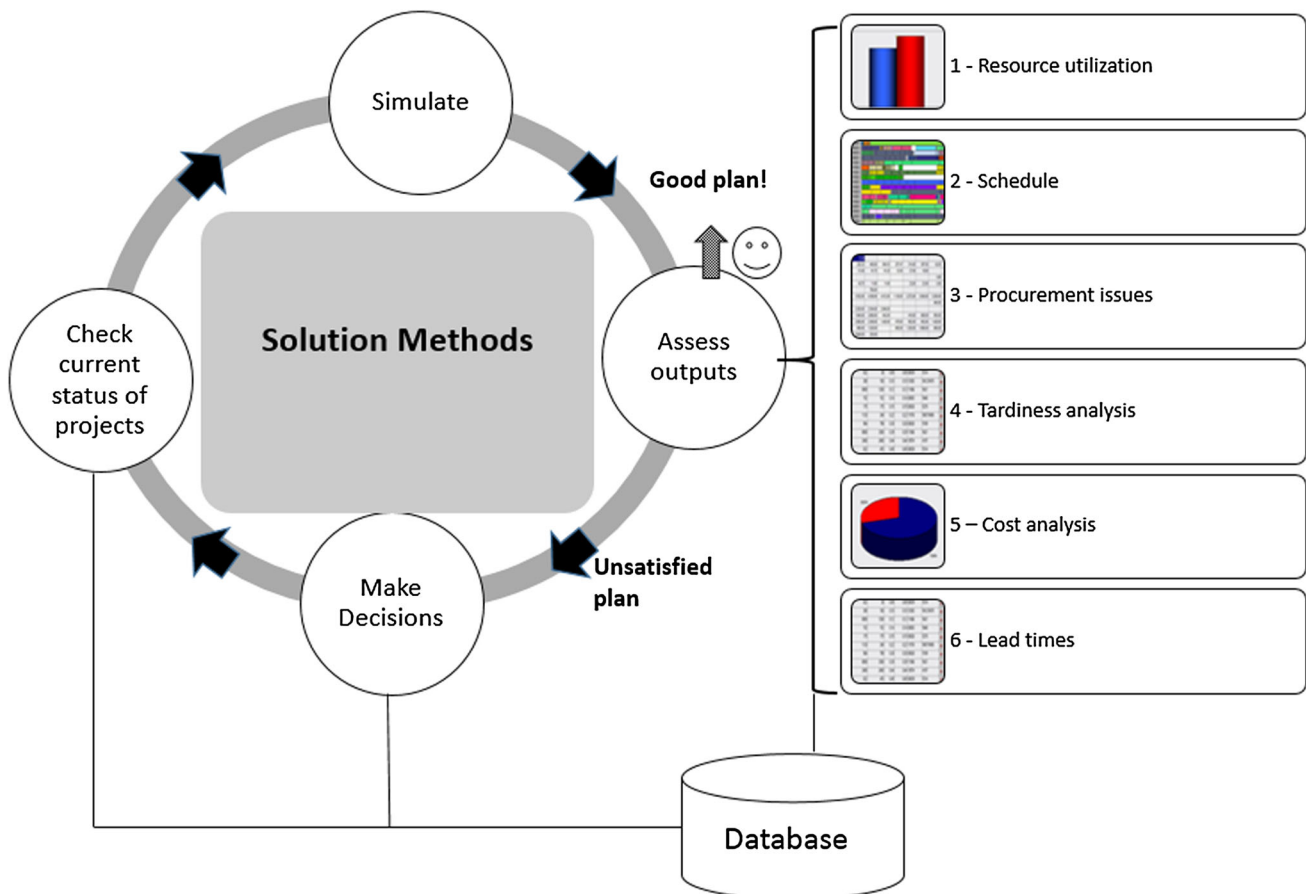 Simulate
Good plan!
Solution Methods
Check
current
status of
projects
Assess
outputs
Unsatisfied
plan
Make
Decisions
1 - Resource utilization
2 - Schedule
3 - Procurement issues
4 - Tardiness analysis
5 – Cost analysis
6 - Lead times
Database